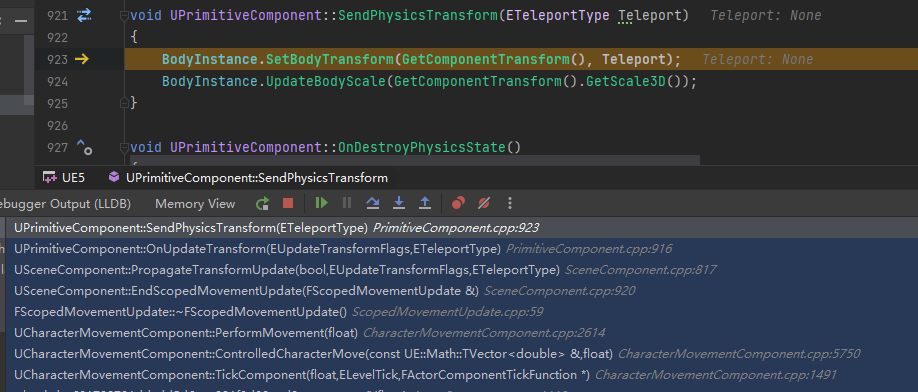 921 void UPrimitiveComponent::SendPhysicsTransform(ETeleportType Teleport) Teleport: None
922 {
923 BodyInstance.SetBodyTransform(GetComponentTransform(), Teleport); Teleport: None
924 BodyInstance.UpdateBodyScale(GetComponentTransform().GetScale3D());
925 }
926
927 void UPrimitiveComponent::OnDestroyPhysicsState()
UE5 UPrimitiveComponent::SendPhysicsTransform
ebugger Output (LLDB) Memory View
UPrimitiveComponent::SendPhysicsTransform(ETeleportType) PrimitiveComponent.cpp:923
UPrimitiveComponent::OnUpdateTransform(EUpdateTransformFlags,ETeleportType) PrimitiveComponent.cpp:916
USceneComponent::PropagateTransformUpdate(bool,EUpdateTransformFlags,ETeleportType) SceneComponent.cpp:817
USceneComponent::EndScopedMovementUpdate(FScopedMovementUpdate &) SceneComponent.cpp:920
FScopedMovementUpdate::~FScopedMovementUpdate() ScopedMovementUpdate.cpp:59
UCharacterMovementComponent::PerformMovement(float) CharacterMovementComponent.cpp:2614
UCharacterMovementComponent::ControlledCharacterMove(const UE::Math::TVector<double> &,float) CharacterMovementComponent.cpp:5750
UCharacterMovementComponent::TickComponent(float,ELevelTick,FActorComponentTickFunction *) CharacterMovementComponent.cpp:1491